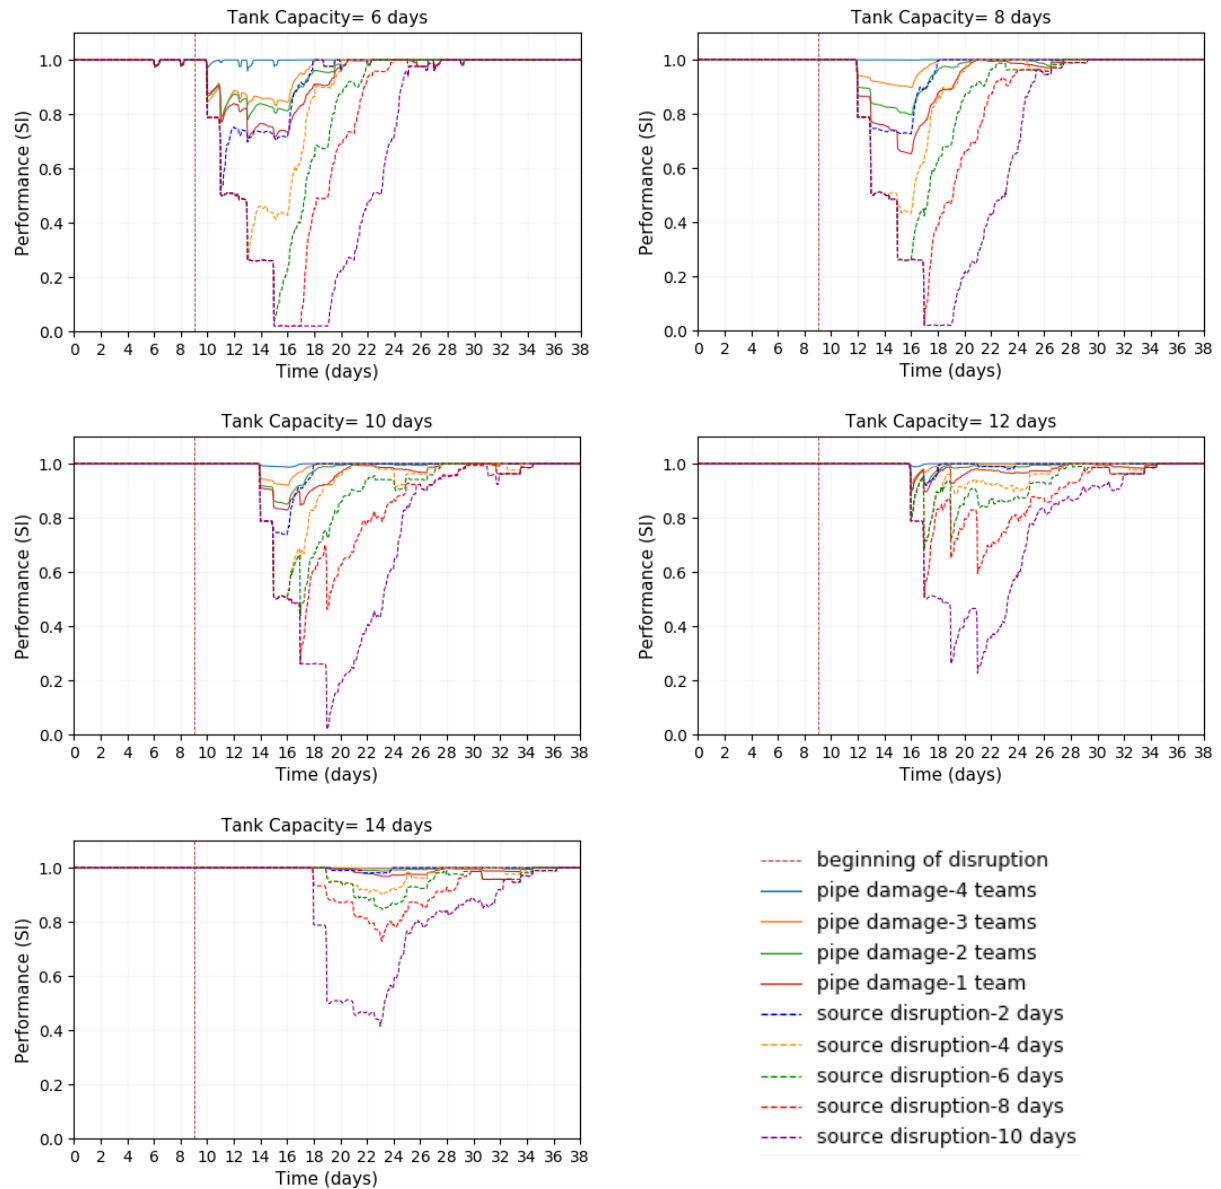 Tank Capacity= 6 days
1.0
0.8
0.6
0.4
0.2
0.0
Performance (SI)
0 2 4 6 8 10 12 14 16 18 20 22 24 26 28 30 32 34 36 38
Time (days)
Tank Capacity= 8 days
1.0
0.8
0.6
0.4
0.2
0.0
Performance (SI)
0 2 4 6 8 10 12 14 16 18 20 22 24 26 28 30 32 34 36 38
Time (days)
Tank Capacity= 10 days
1.0
0.8
0.6
0.4
0.2
0.0
Performance (SI)
0 2 4 6 8 10 12 14 16 18 20 22 24 26 28 30 32 34 36 38
Time (days)
Tank Capacity= 12 days
1.0
0.8
0.6
0.4
0.2
0.0
Performance (SI)
0 2 4 6 8 10 12 14 16 18 20 22 24 26 28 30 32 34 36 38
Time (days)
Tank Capacity= 14 days
1.0
0.8
0.6
0.4
0.2
0.0
Performance (SI)
0 2 4 6 8 10 12 14 16 18 20 22 24 26 28 30 32 34 36 38
Time (days)
beginning of disruption
pipe damage-4 teams
pipe damage-3 teams
pipe damage-2 teams
pipe damage-1 team
source disruption-2 days
source disruption-4 days
source disruption-6 days
source disruption-8 days
source disruption-10 days